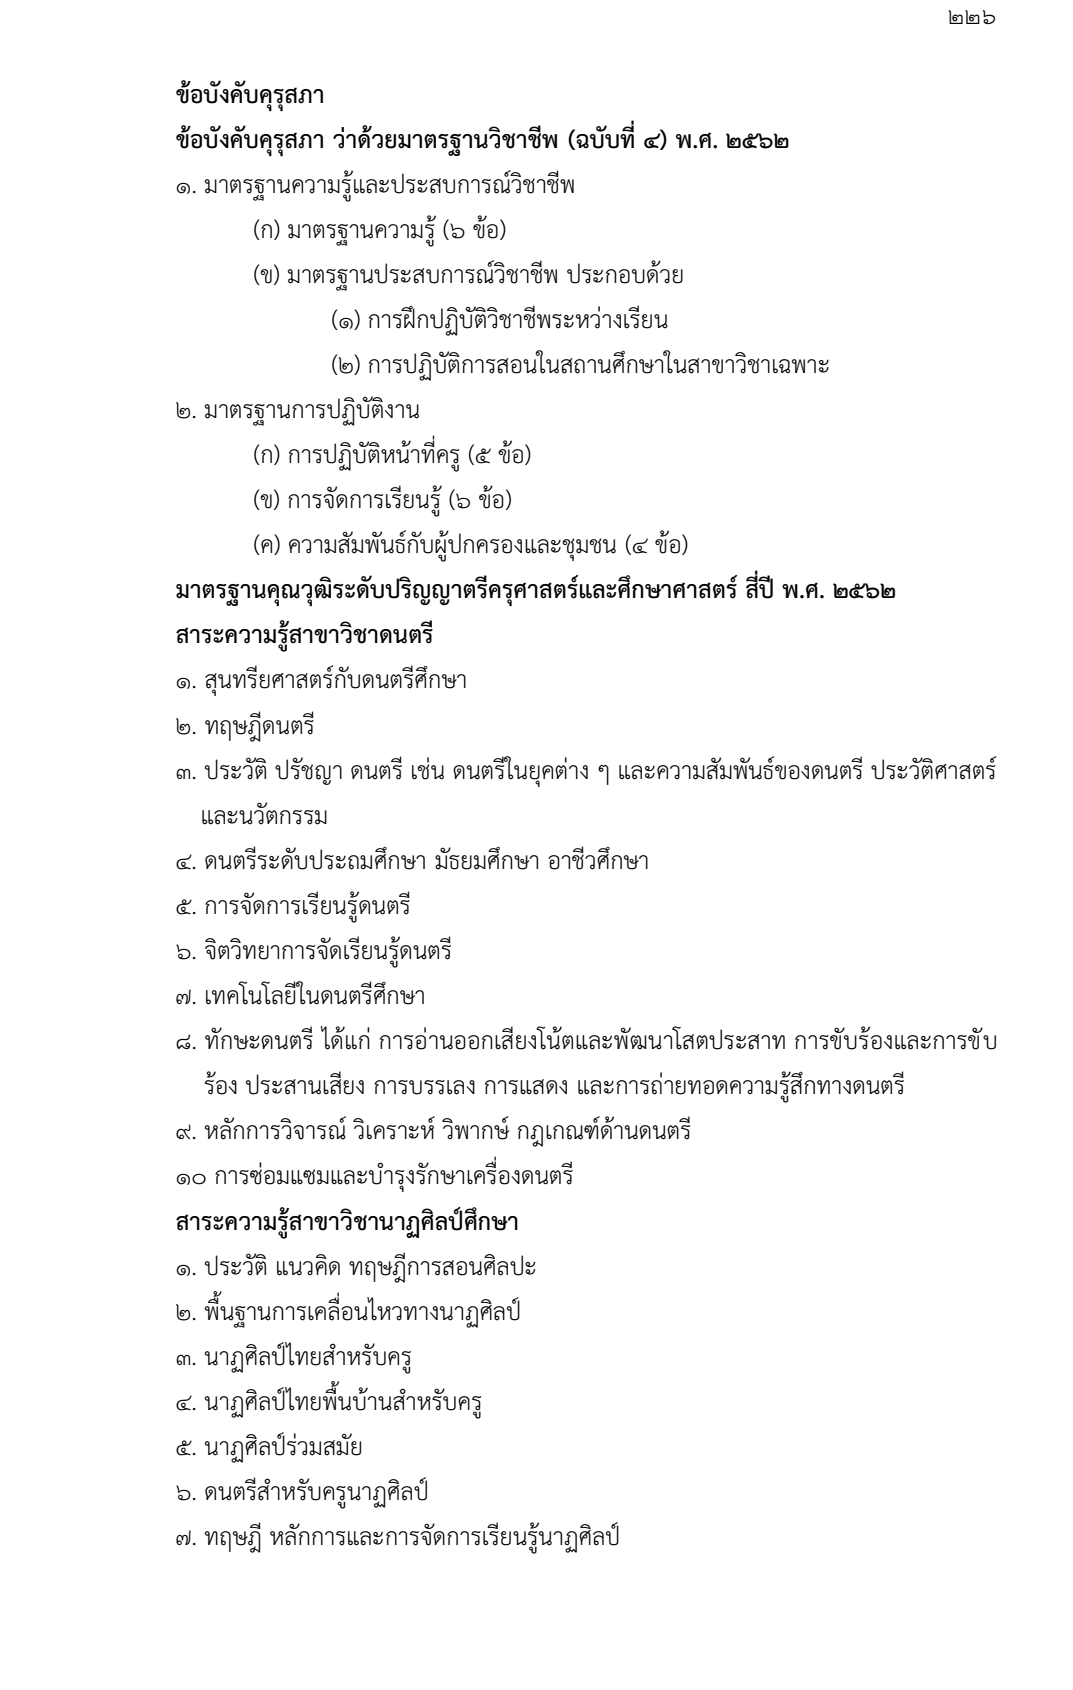 ๒๒๖
ข้อบังคับคุรุสภา
ข้อบังคับคุรุสภา ว่าด้วยมาตรฐานวิชาชีพ (ฉบับที่ ๔) พ.ศ. ๒๕๖๒
๑. มาตรฐานความรู้และประสบการณ์วิชาชีพ
(ก) มาตรฐานความรู้ (๖ ข้อ)
(ข) มาตรฐานประสบการณ์วิชาชีพ ประกอบด้วย
(๑) การฝึกปฏิบัติวิชาชีพระหว่างเรียน
(๒) การปฏิบัติการสอนในสถานศึกษาในสาขาวิชาเฉพาะ
๒. มาตรฐานการปฏิบัติงาน
(ก) การปฏิบัติหน้าที่ครู (๕ ข้อ)
(ข) การจัดการเรียนรู้ (๖ ข้อ)
(ค) ความสัมพันธ์กับผู้ปกครองและชุมชน (๔ ข้อ)
มาตรฐานคุณวุฒิระดับปริญญาตรีครุศาสตร์และศึกษาศาสตร์ สี่ปี พ.ศ. ๒๕๖๒
สาระความรู้สาขาวิชาดนตรี
๑. สุนทรียศาสตร์กับดนตรีศึกษา
๒. ทฤษฎีดนตรี
๓. ประวัติ ปรัชญา ดนตรี เช่น ดนตรีในยุคต่าง ๆ และความสัมพันธ์ของดนตรี ประวัติศาสตร์
และนวัตกรรม
๔. ดนตรีระดับประถมศึกษา มัธยมศึกษา อาชีวศึกษา
๕. การจัดการเรียนรู้ดนตรี
๖. จิตวิทยาการจัดเรียนรู้ดนตรี
๗. เทคโนโลยีในดนตรีศึกษา
๘. ทักษะดนตรี ได้แก่ การอ่านออกเสียงโน้ตและพัฒนาโสตประสาท การขับร้องและการขับ
ร้อง ประสานเสียง การบรรเลง การแสดง และการถ่ายทอดความรู้สึกทางดนตรี
๙. หลักการวิจารณ์ วิเคราะห์ วิพากษ์ กฎเกณฑ์ด้านดนตรี
๑๐ การซ่อมแซมและบำรุงรักษาเครื่องดนตรี
สาระความรู้สาขาวิชานาฏศิลป์ศึกษา
๑. ประวัติ แนวคิด ทฤษฎีการสอนศิลปะ
๒. พื้นฐานการเคลื่อนไหวทางนาฏศิลป์
๓. นาฏศิลป์ไทยสำหรับครู
๔. นาฏศิลป์ไทยพื้นบ้านสำหรับครู
๕. นาฏศิลป์ร่วมสมัย
๖. ดนตรีสำหรับครูนาฏศิลป์
๗. ทฤษฎี หลักการและการจัดการเรียนรู้นาฏศิลป์